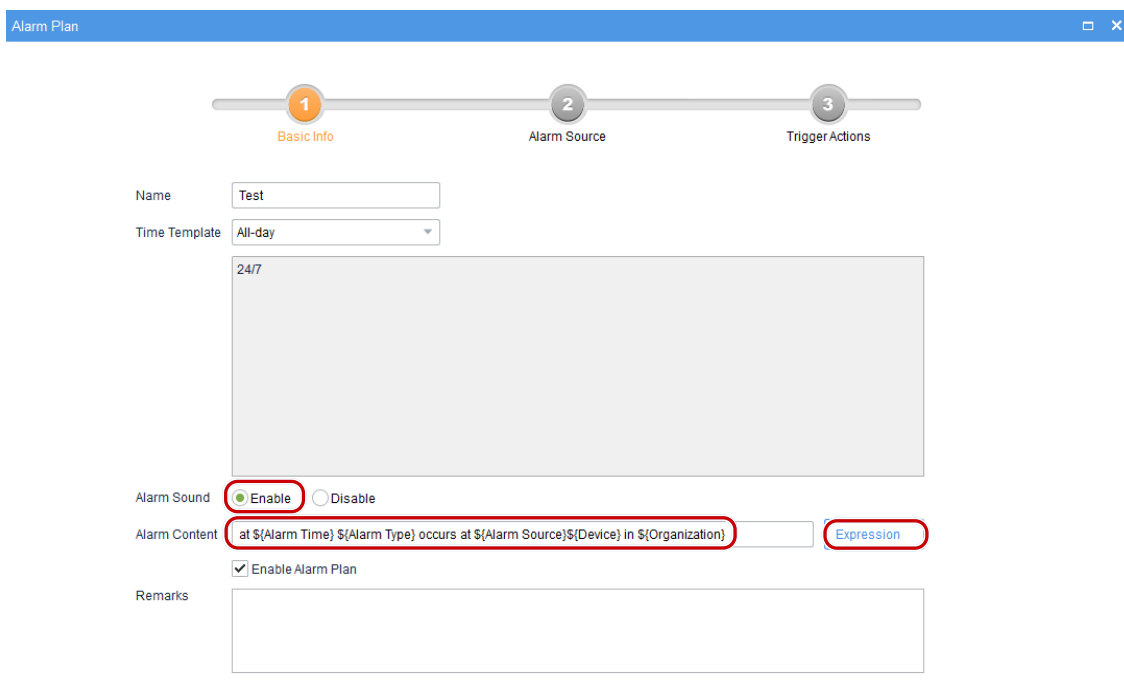 Alarm Plan
1 2 3
Basic Info Alarm Source Trigger Actions
Name Test
Time Template All-day
24/7
Alarm Sound Enable Disable
Alarm Content at ${Alarm Time} ${Alarm Type} occurs at ${Alarm Source}${Device} in ${Organization} Expression
Enable Alarm Plan
Remarks